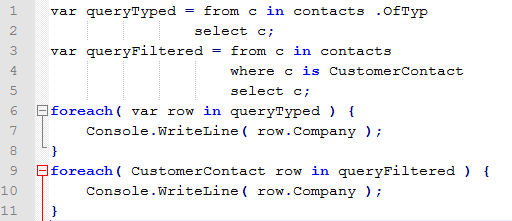 1 var queryTyped = from c in contacts .OfTyp
2 select c;
3 var queryFiltered = from c in contacts
4 where c is CustomerContact
5 select c;
6 foreach( var row in queryTyped ) {
7 Console.WriteLine( row.Company );
8 }
9 foreach( CustomerContact row in queryFiltered ) {
10 Console.WriteLine( row.Company );
11 }